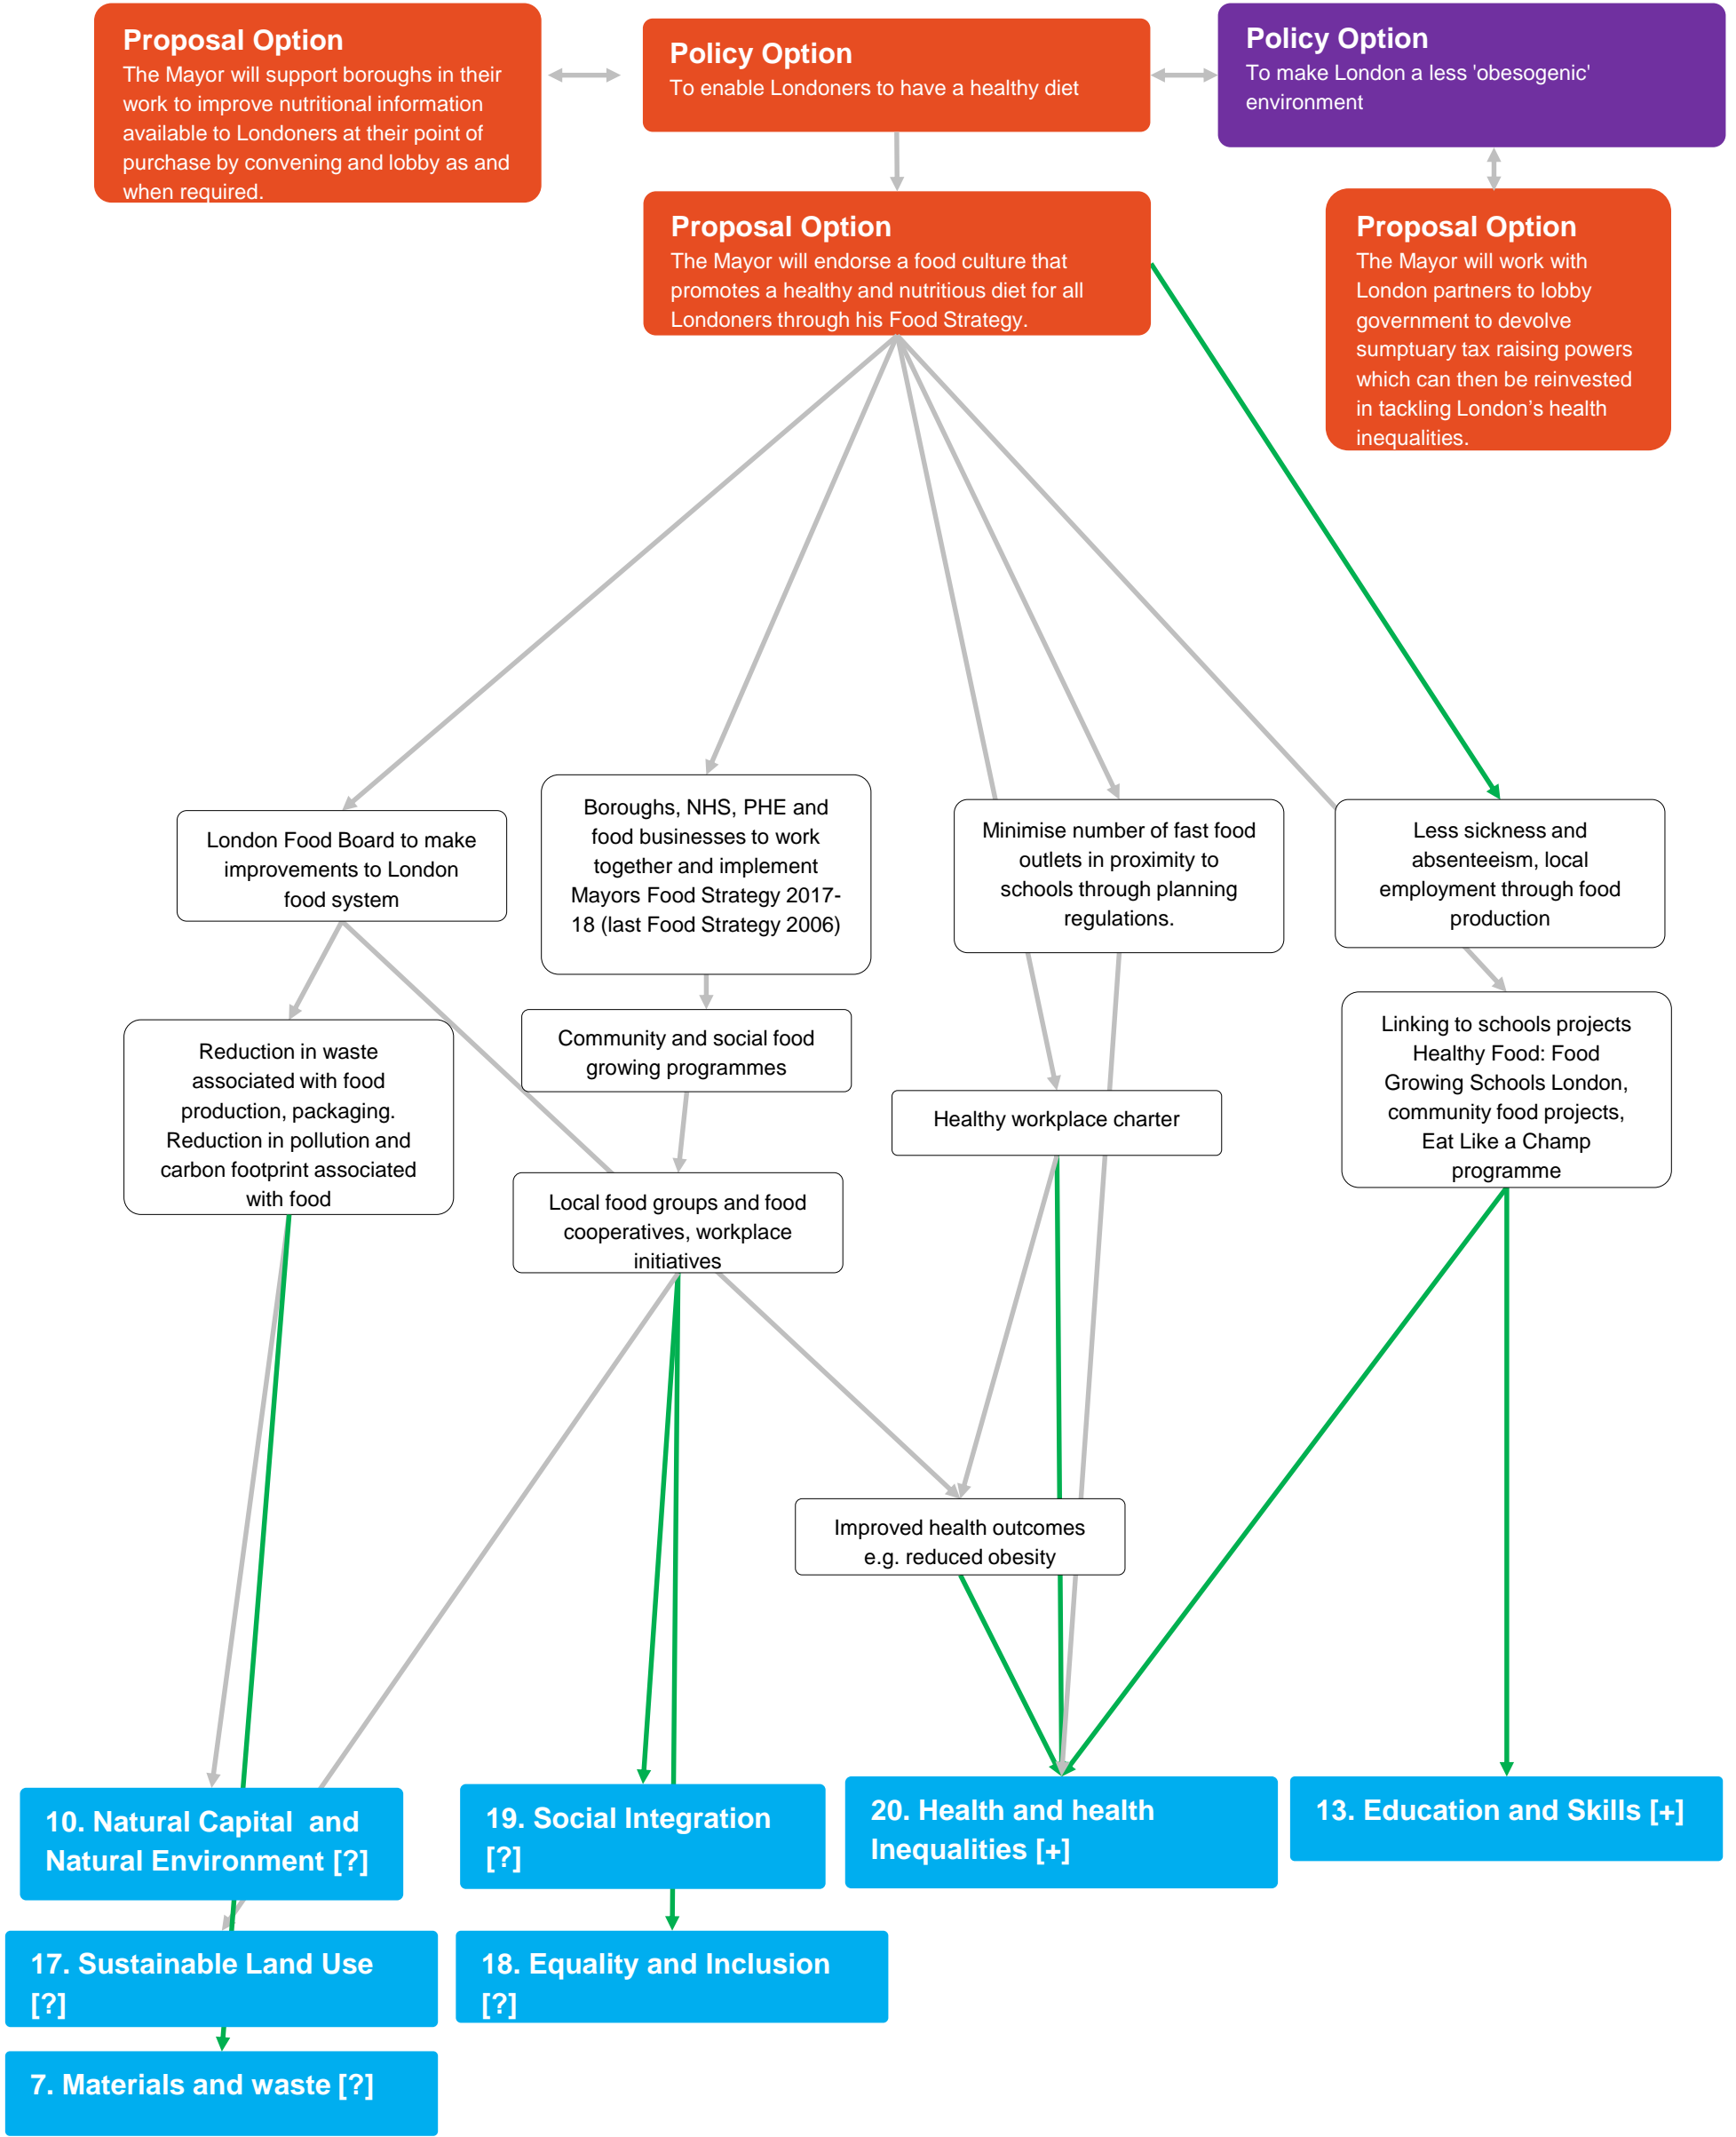 Proposal Option
The Mayor will support boroughs in their
work to improve nutritional information
available to Londoners at their point of
purchase by convening and lobby as and
when required.
Policy Option
To enable Londoners to have a healthy diet
Policy Option
To make London a less 'obesogenic'
environment
Proposal Option
The Mayor will endorse a food culture that
promotes a healthy and nutritious diet for all
Londoners through his Food Strategy.
Proposal Option
The Mayor will work with
London partners to lobby
government to devolve
sumptuary tax raising powers
which can then be reinvested
in tackling London’s health
inequalities.
London Food Board to make
improvements to London
food system
Boroughs, NHS, PHE and
food businesses to work
together and implement
Mayors Food Strategy 2017-
18 (last Food Strategy 2006)
Minimise number of fast food
outlets in proximity to
schools through planning
regulations.
Less sickness and
absenteeism, local
employment through food
production
Reduction in waste
associated with food
production, packaging.
Reduction in pollution and
carbon footprint associated
with food
Community and social food
growing programmes
Healthy workplace charter
Linking to schools projects
Healthy Food: Food
Growing Schools London,
community food projects,
Eat Like a Champ
programme
Local food groups and food
cooperatives, workplace
initiatives
Improved health outcomes
e.g. reduced obesity
10. Natural Capital  and
Natural Environment [?]
19. Social Integration
[?]
20. Health and health
Inequalities [+]
13. Education and Skills [+]
17. Sustainable Land Use
[?]
18. Equality and Inclusion
[?]
7. Materials and waste [?]